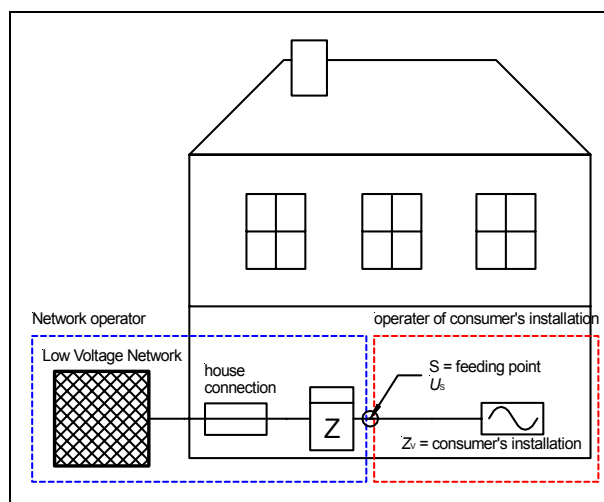 Network operator
operater of consumer's installation
Low Voltage Network
house
connection
S = feeding point
Us
Z
Zv = consumer's installation